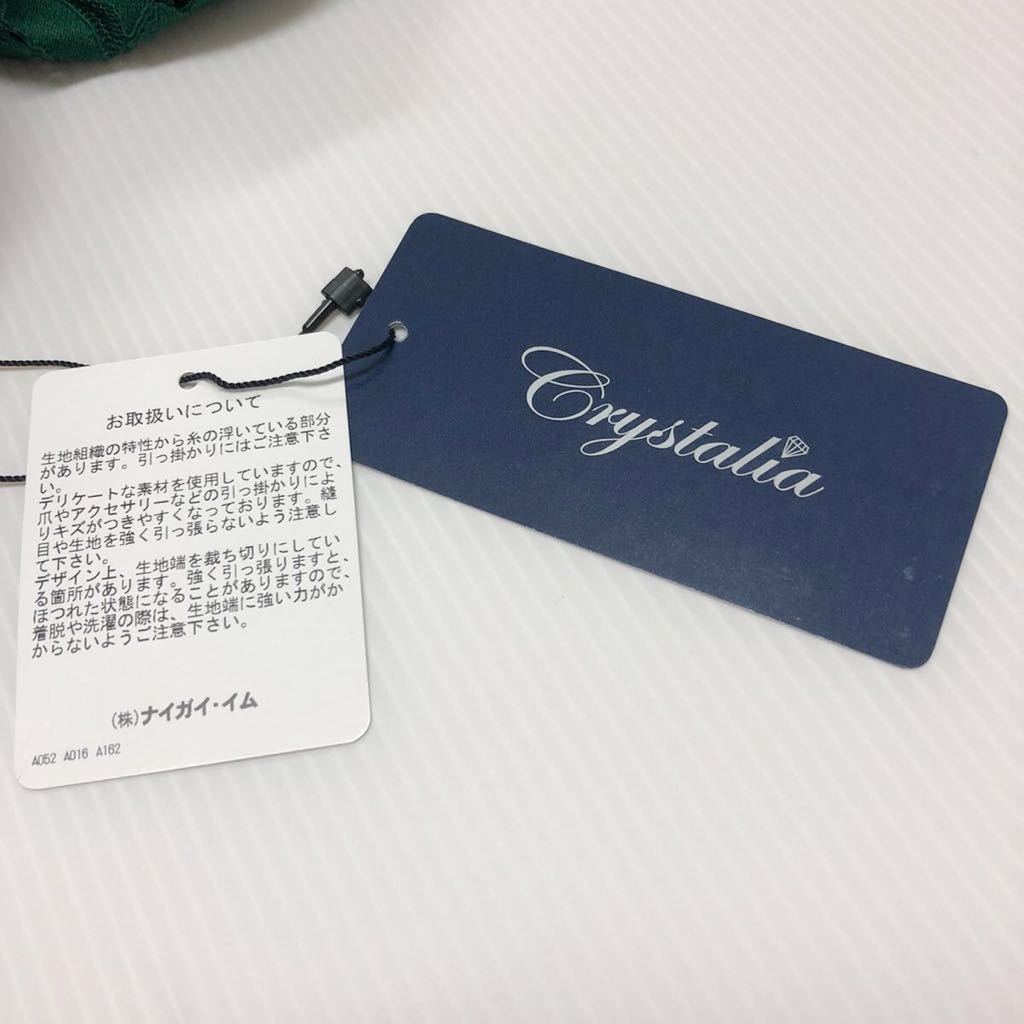 お取扱いについて
生地組織の特性から糸の浮いている部分
があります。引っ掛かりにはご注意下さ
い。
デリケートな素材を使用していますので、
爪やアクセサリーなどの引っ掛かりによ
りキズがつきやすくなっております。縫
目や生地を強く引っ張らないよう注意し
て下さい。
デザイン上、生地端を裁ち切りにしてい
る箇所があります。強く引っ張りますと、
ほつれた状態になることがありますので、
着脱や洗濯の際は、生地端に強い力がか
からないようご注意下さい。
(株)ナイガイ・イム
A052 A016 A162
Crystalia